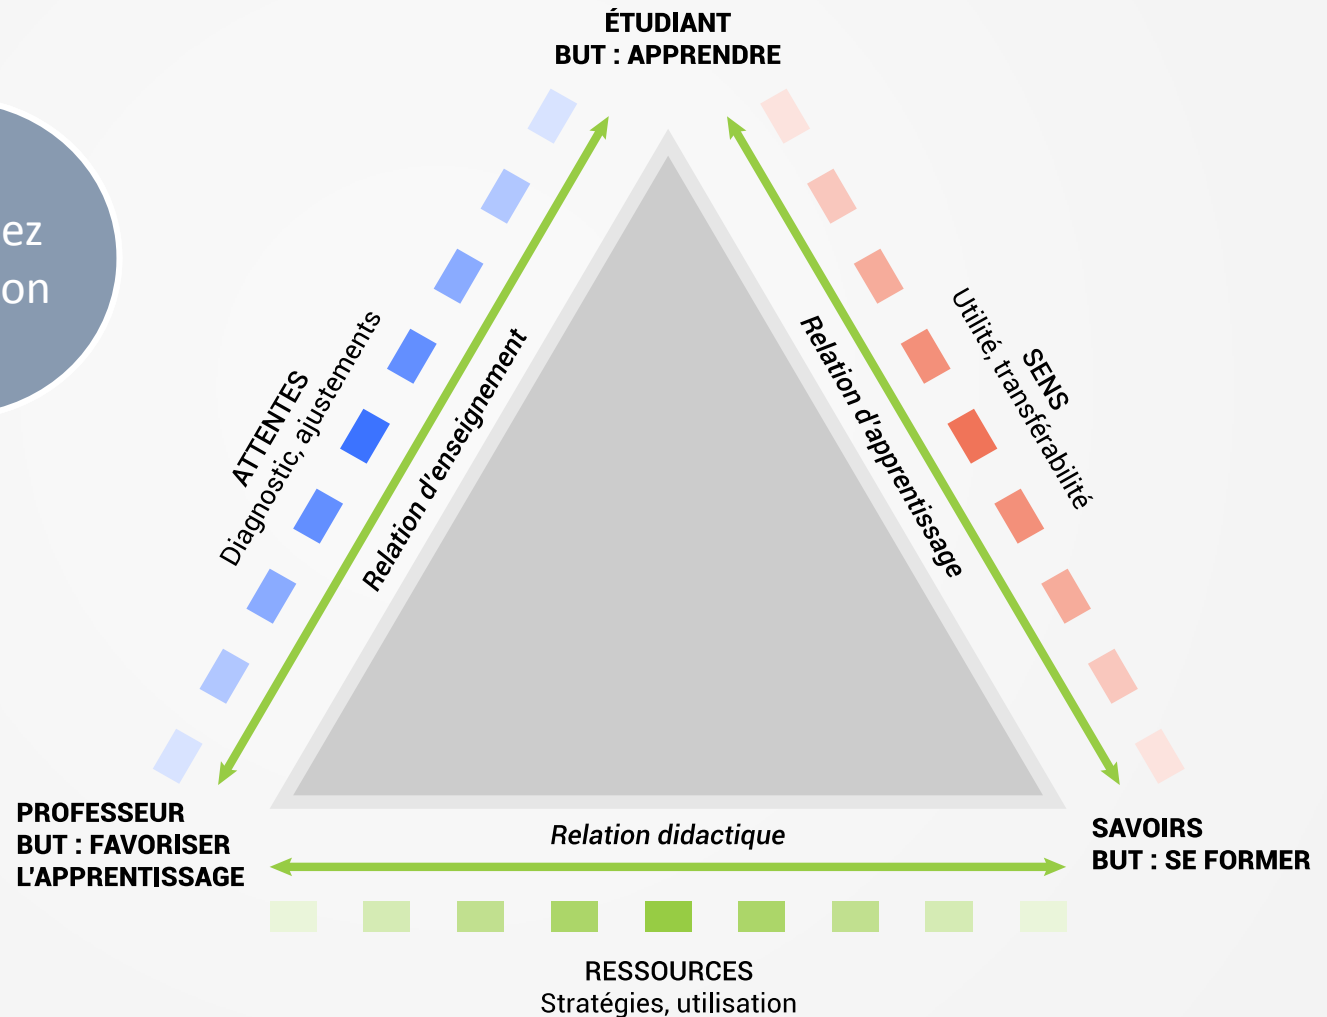 ÉTUDIANT
BUT : APPRENDRE
ez
on
ATTENTES
Diagnostic, ajustements
Relation d'enseignement
Relation d'apprentissage
SENS
Utilité, transférabilité
PROFESSEUR
BUT : FAVORISER
L'APPRENTISSAGE
Relation didactique
SAVOIRS
BUT : SE FORMER
RESSOURCES
Stratégies, utilisation